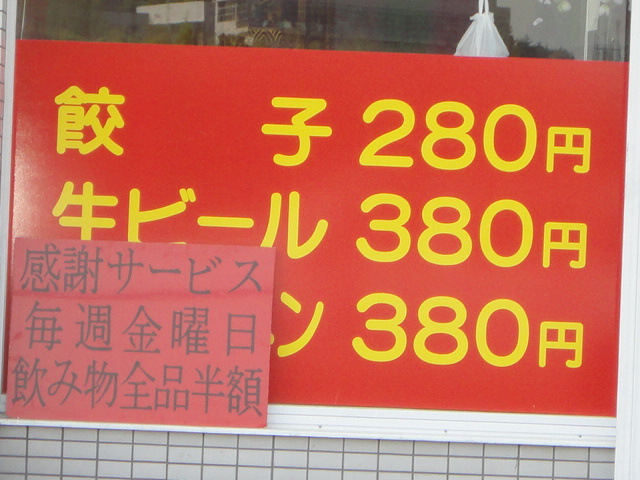 餃子 280円
生ビール 380円
ン 380円
感謝サービス
毎週金曜日
飲み物全品半額